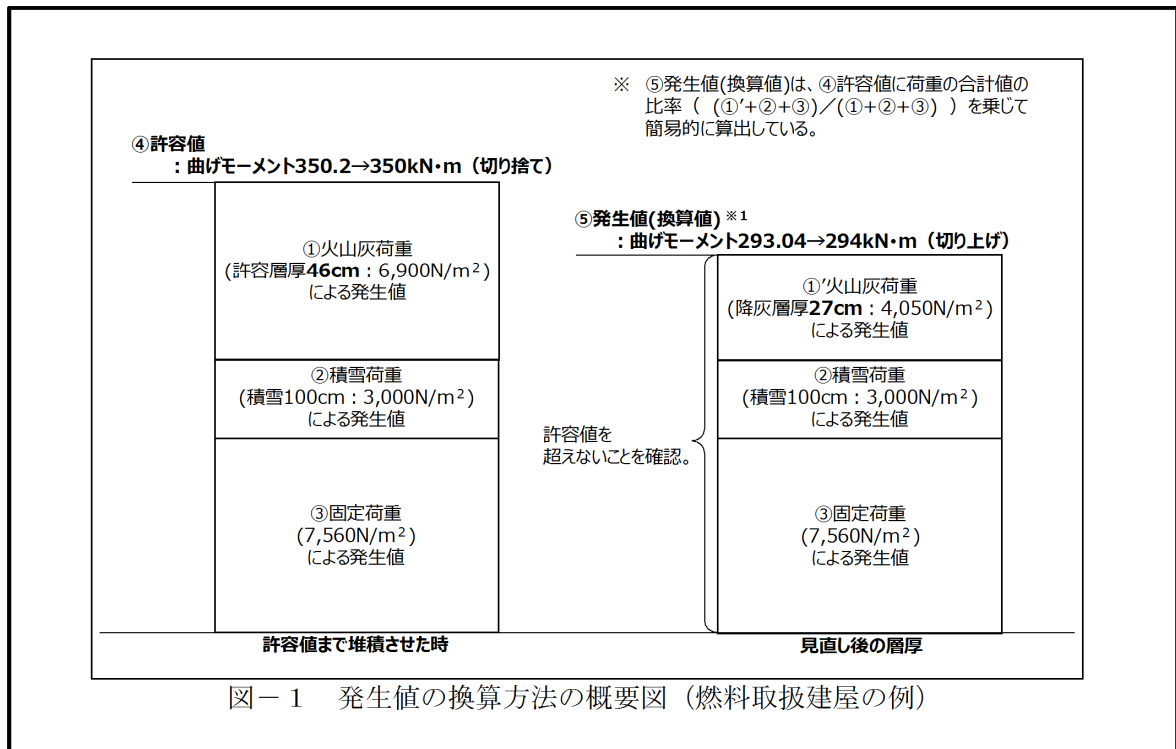 ※ ⑤発生値(換算値)は、④許容値に荷重の合計値の
比率（ (①’+②+③)／(①+②+③) ）を乗じて
簡易的に算出している。
④許容値
：曲げモーメント350.2→350kN・m（切り捨て）
①火山灰荷重
(許容層厚46cm：6,900N/m²)
による発生値
②積雪荷重
(積雪100cm：3,000N/m²)
による発生値
③固定荷重
(7,560N/m²)
による発生値
許容値まで堆積させた時
⑤発生値(換算値)※1
：曲げモーメント293.04→294kN・m（切り上げ）
①’火山灰荷重
(降灰層厚27cm：4,050N/m²)
による発生値
②積雪荷重
(積雪100cm：3,000N/m²)
による発生値
許容値を
超えないことを確認。
③固定荷重
(7,560N/m²)
による発生値
見直し後の層厚
図－１　発生値の換算方法の概要図（燃料取扱建屋の例）